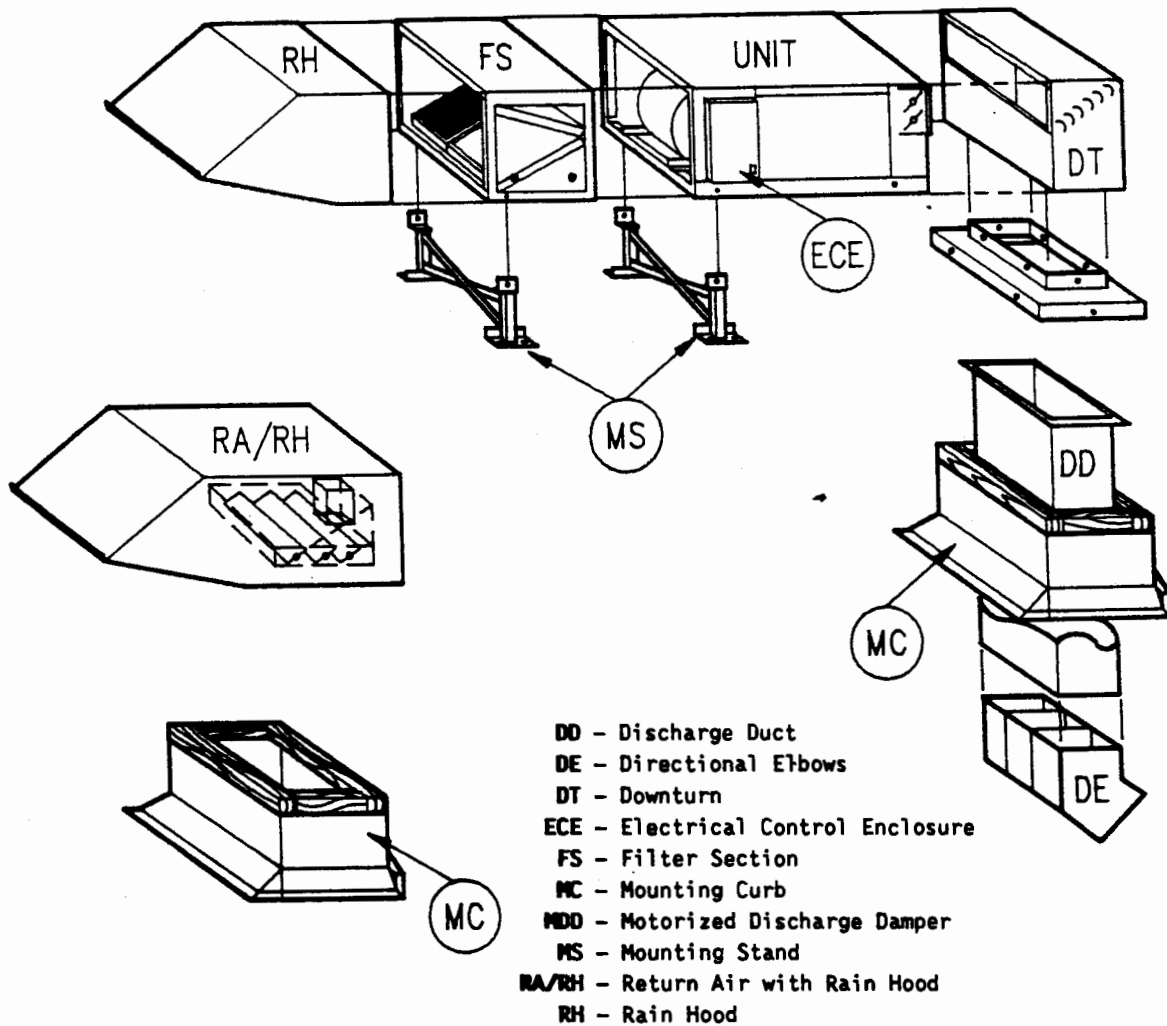 RH
FS
UNIT
DT
ECE
MS
RA/RH
DD
MC
MC
DE
DD - Discharge Duct
DE - Directional Elbows
DT - Downturn
ECE - Electrical Control Enclosure
FS - Filter Section
MC - Mounting Curb
MDD - Motorized Discharge Damper
MS - Mounting Stand
RA/RH - Return Air with Rain Hood
RH - Rain Hood